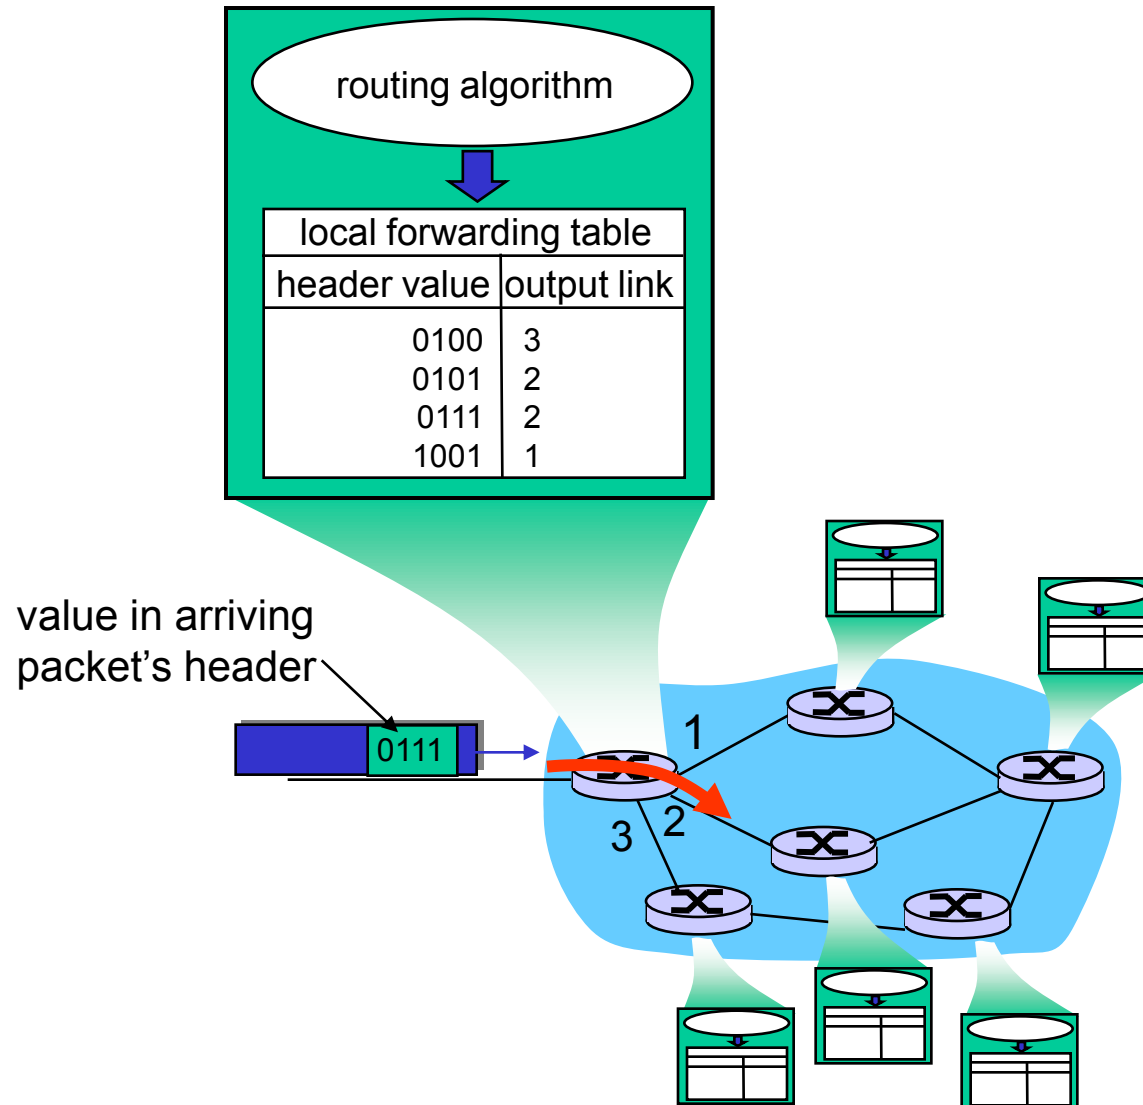 routing algorithm
local forwarding table
header value output link
0100 3
0101 2
0111 2
1001 1
value in arriving
packet's header
0111
1
2
3